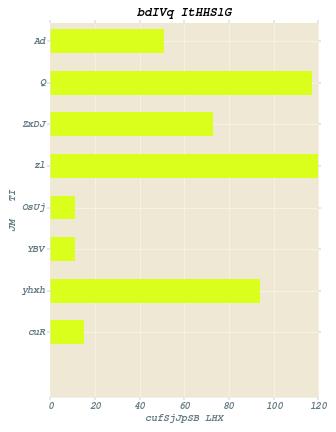 bdIVq ItHHSlG
Ad
Q
ZxDJ
zl
OsUj
YBV
yhxh
cuR
JM  TI
0 20 40 60 80 100 120
cufSjJpSB LHX